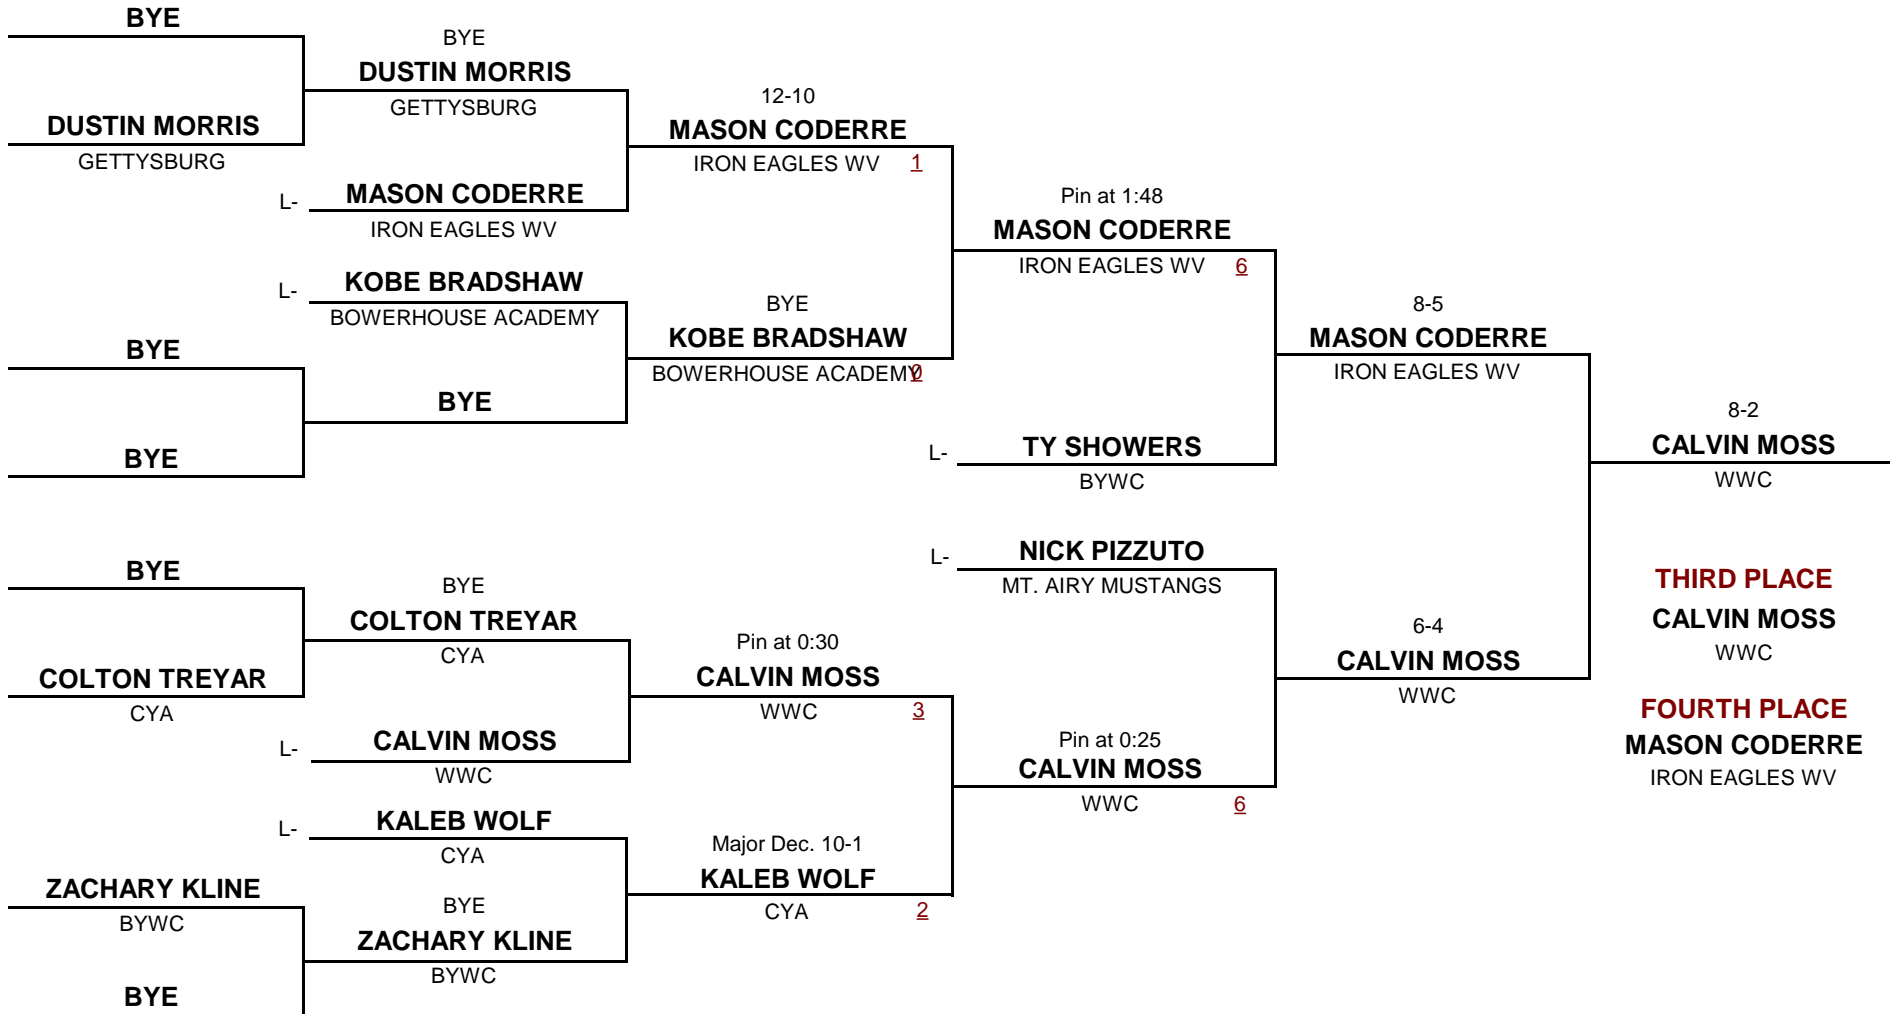 BYE
DUSTIN MORRIS
GETTYSBURG
BYE
BYE
BYE
COLTON TREYAR
CYA
ZACHARY KLINE
BYWC
BYE
BYE
DUSTIN MORRIS
GETTYSBURG
L- MASON CODERRE
IRON EAGLES WV
L- KOBE BRADSHAW
BOWERHOUSE ACADEMY
BYE
BYE
COLTON TREYAR
CYA
L- CALVIN MOSS
WWC
L- KALEB WOLF
CYA
BYE
ZACHARY KLINE
BYWC
12-10
MASON CODERRE
IRON EAGLES WV 1
BYE
KOBE BRADSHAW
BOWERHOUSE ACADEMY 0
Pin at 0:30
CALVIN MOSS
WWC 3
Major Dec. 10-1
KALEB WOLF
CYA 2
Pin at 1:48
MASON CODERRE
IRON EAGLES WV 6
L- TY SHOWERS
BYWC
L- NICK PIZZUTO
MT. AIRY MUSTANGS
Pin at 0:25
CALVIN MOSS
WWC 6
8-5
MASON CODERRE
IRON EAGLES WV
6-4
CALVIN MOSS
WWC
8-2
CALVIN MOSS
WWC
THIRD PLACE
CALVIN MOSS
WWC
FOURTH PLACE
MASON CODERRE
IRON EAGLES WV